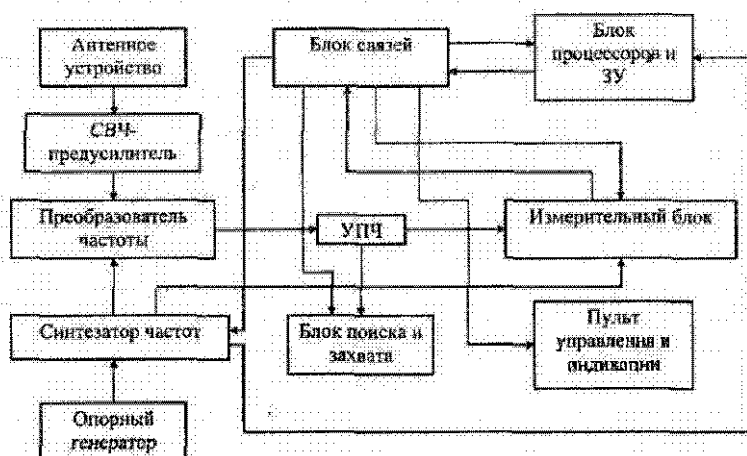 Антенное
устройство
СВЧ-
предусилитель
Преобразователь
частоты
Синтезатор частот
Опорный
генератор
Блок связей
УПЧ
Блок поиска и
захвата
Блок
процессоров и
ЗУ
Измерительный блок
Пульт
управления и
индикации